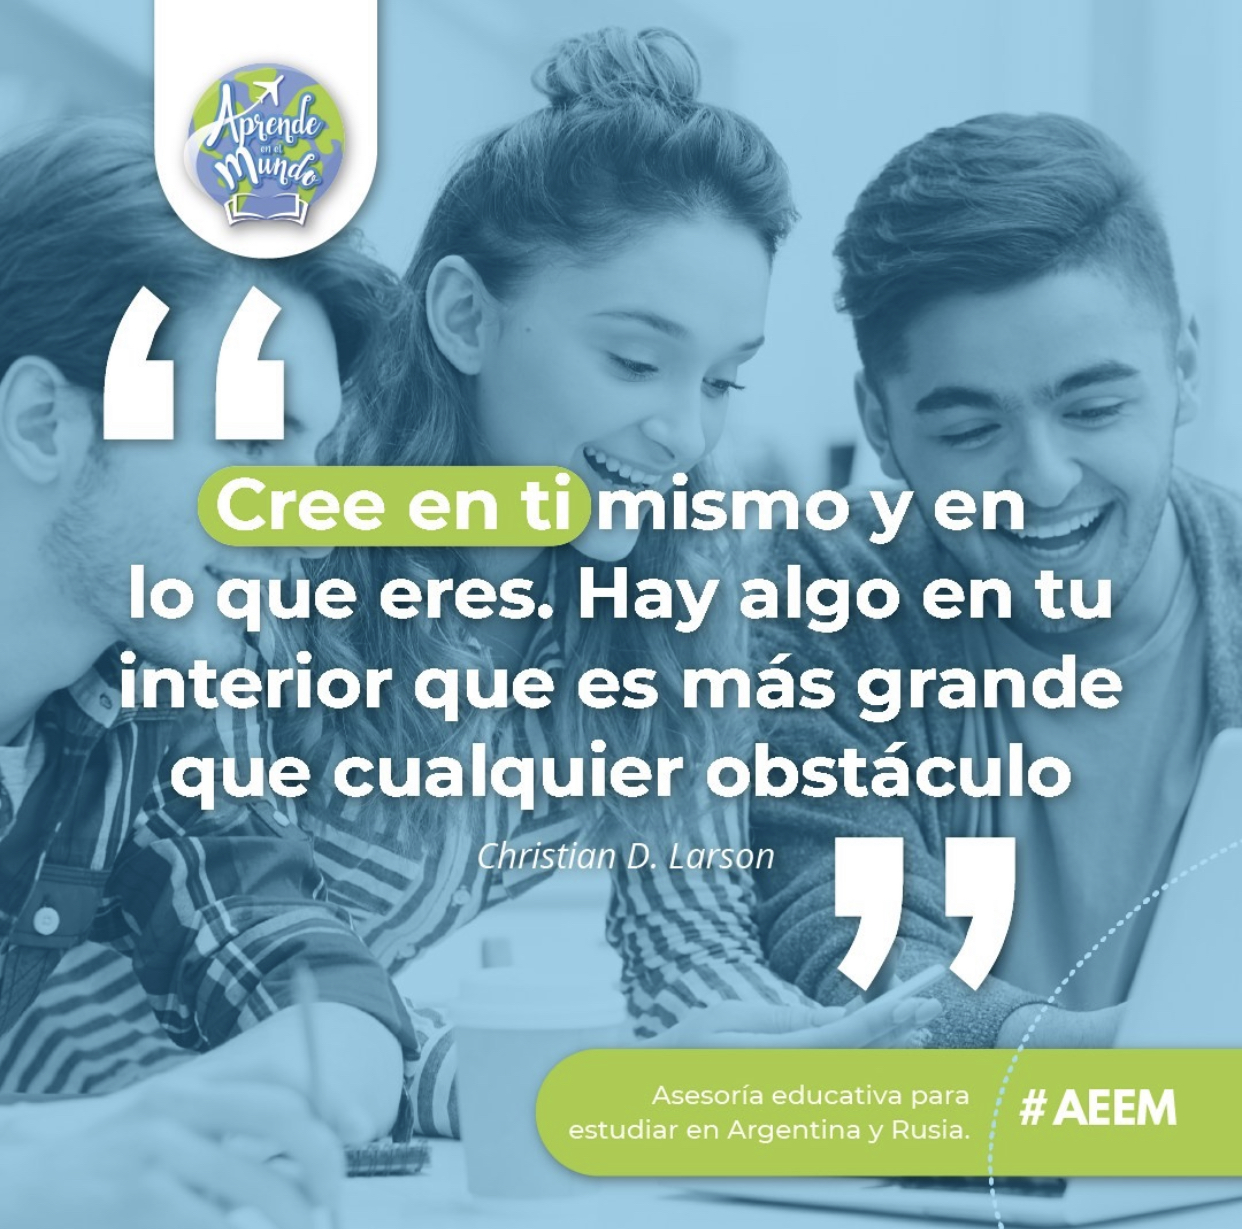 Aprende
en el
Mundo
“
Cree en ti mismo y en
lo que eres. Hay algo en tu
interior que es más grande
que cualquier obstáculo
Christian D. Larson
”
Asesoría educativa para
estudiar en Argentina y Rusia.
# AEEM